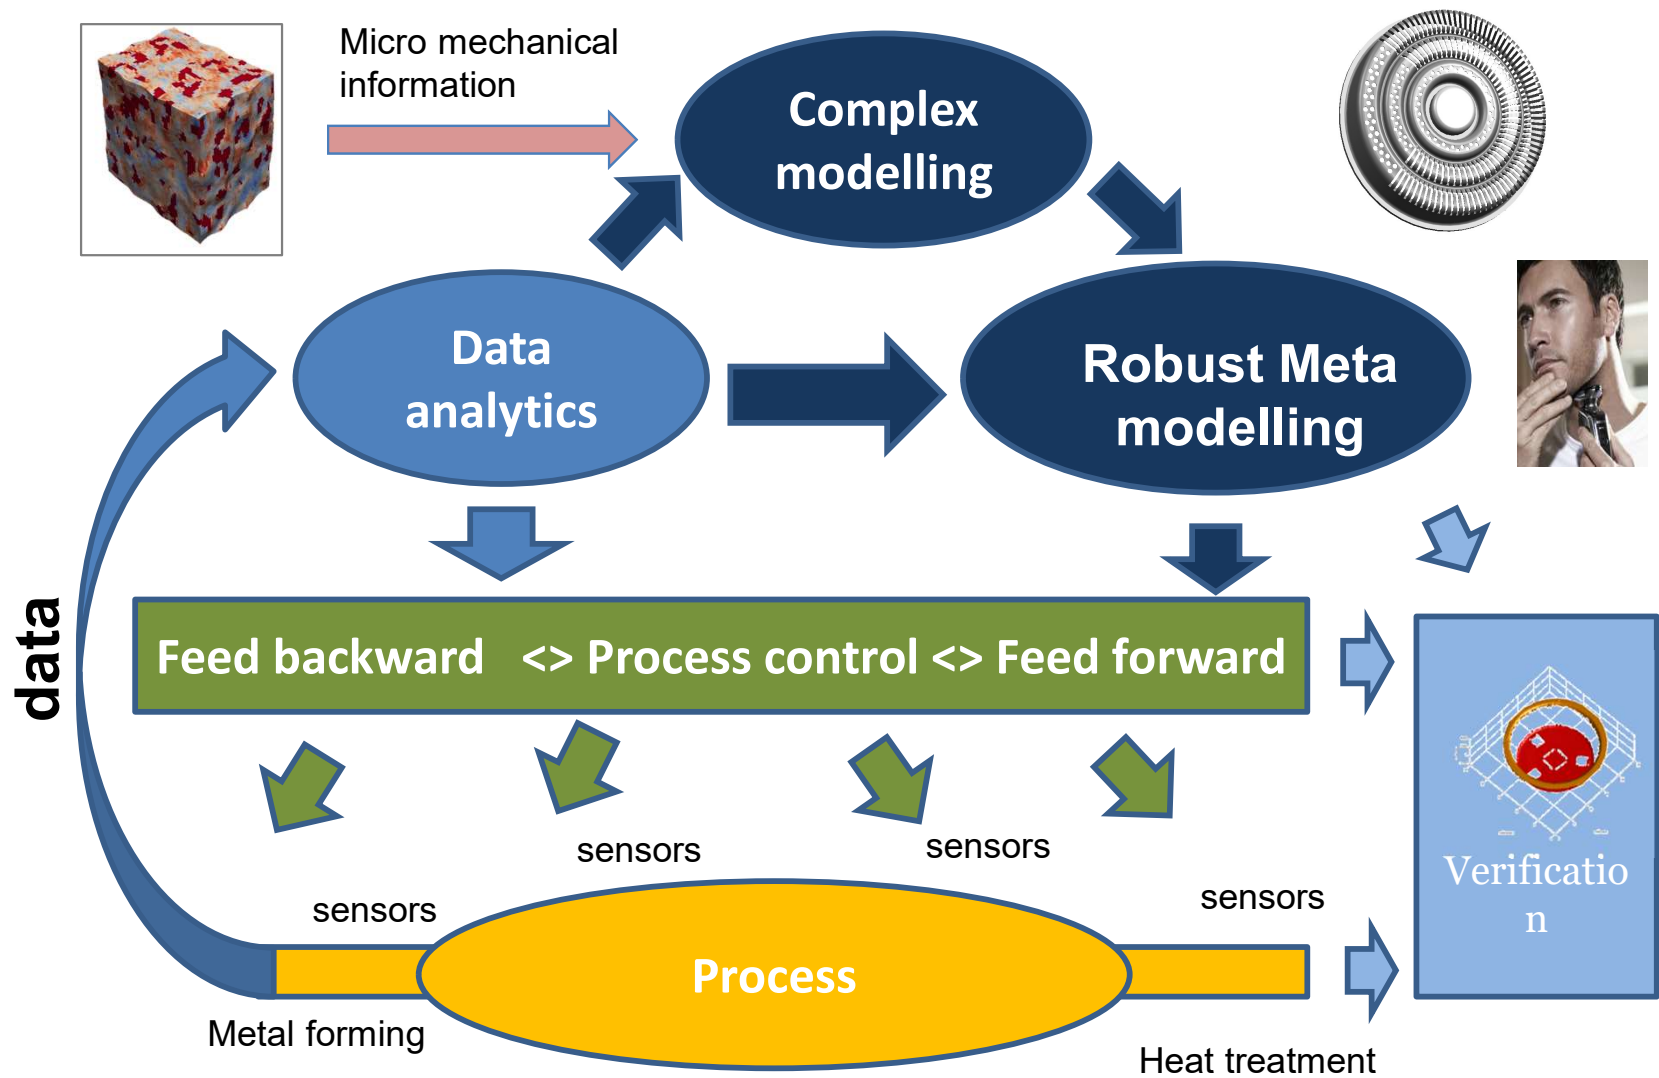 Micro mechanical
information
Complex
modelling
Data
analytics
Robust Meta
modelling
data
Feed backward <> Process control <> Feed forward
sensors
sensors
sensors
sensors
Verificatio
n
Process
Metal forming
Heat treatment